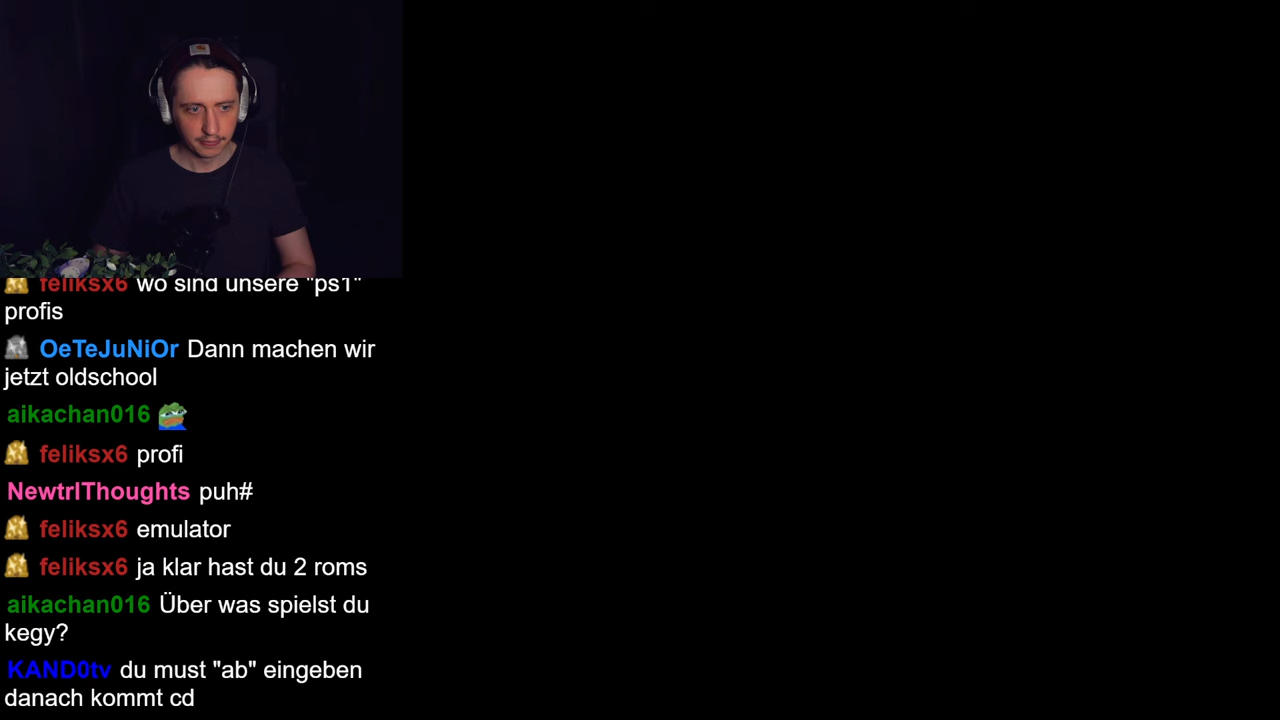 feliksx6 wo sind unsere "ps1"
profis
OeTeJuNiOr Dann machen wir
jetzt oldschool
aikachan016
feliksx6 profi
NewtrlThoughts puh#
feliksx6 emulator
feliksx6 ja klar hast du 2 roms
aikachan016 Über was spielst du
kegy?
KAND0tv du must "ab" eingeben
danach kommt cd